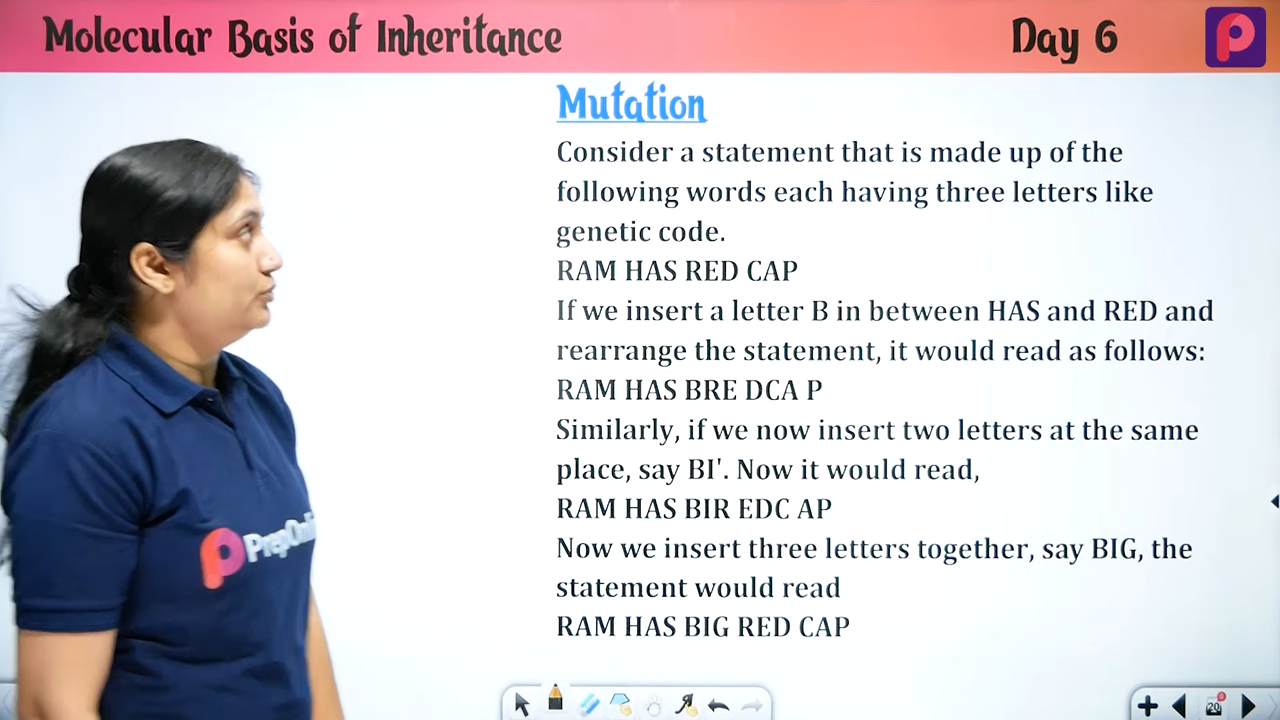 Molecular Basis of Inheritance
Day 6
Mutation
Consider a statement that is made up of the
following words each having three letters like
genetic code.
RAM HAS RED CAP
If we insert a letter B in between HAS and RED and
rearrange the statement, it would read as follows:
RAM HAS BRE DCA P
Similarly, if we now insert two letters at the same
place, say BI'. Now it would read,
RAM HAS BIR EDC AP
Now we insert three letters together, say BIG, the
statement would read
RAM HAS BIG RED CAP
20